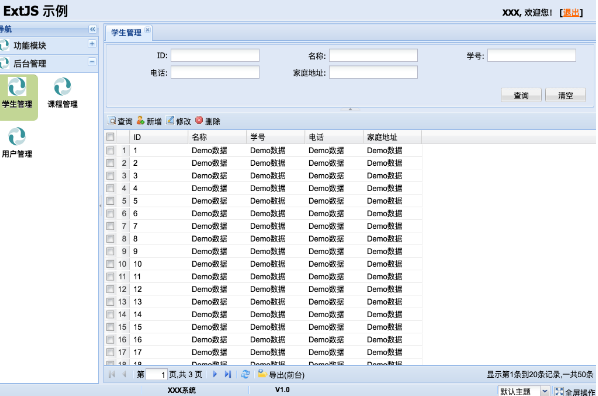 ExtJS 示例
XXX, 欢迎您! [退出]
导航
功能模块
后台管理
学生管理
课程管理
用户管理
学生管理
ID:
名称:
学号:
电话:
家庭地址:
查询
清空
查询 新增 修改 删除
ID 名称 学号 电话 家庭地址
1 1 Demo数据 Demo数据 Demo数据 Demo数据
2 2 Demo数据 Demo数据 Demo数据 Demo数据
3 3 Demo数据 Demo数据 Demo数据 Demo数据
4 4 Demo数据 Demo数据 Demo数据 Demo数据
5 5 Demo数据 Demo数据 Demo数据 Demo数据
6 6 Demo数据 Demo数据 Demo数据 Demo数据
7 7 Demo数据 Demo数据 Demo数据 Demo数据
8 8 Demo数据 Demo数据 Demo数据 Demo数据
9 9 Demo数据 Demo数据 Demo数据 Demo数据
10 10 Demo数据 Demo数据 Demo数据 Demo数据
11 11 Demo数据 Demo数据 Demo数据 Demo数据
12 12 Demo数据 Demo数据 Demo数据 Demo数据
13 13 Demo数据 Demo数据 Demo数据 Demo数据
14 14 Demo数据 Demo数据 Demo数据 Demo数据
15 15 Demo数据 Demo数据 Demo数据 Demo数据
16 16 Demo数据 Demo数据 Demo数据 Demo数据
17 17 Demo数据 Demo数据 Demo数据 Demo数据
18 18 Demo数据 Demo数据 Demo数据 Demo数据
第 1 页,共 3 页 导出(前台) 显示第1条到20条记录,一共50条
XXX系统 V1.0 默认主题 全屏操作